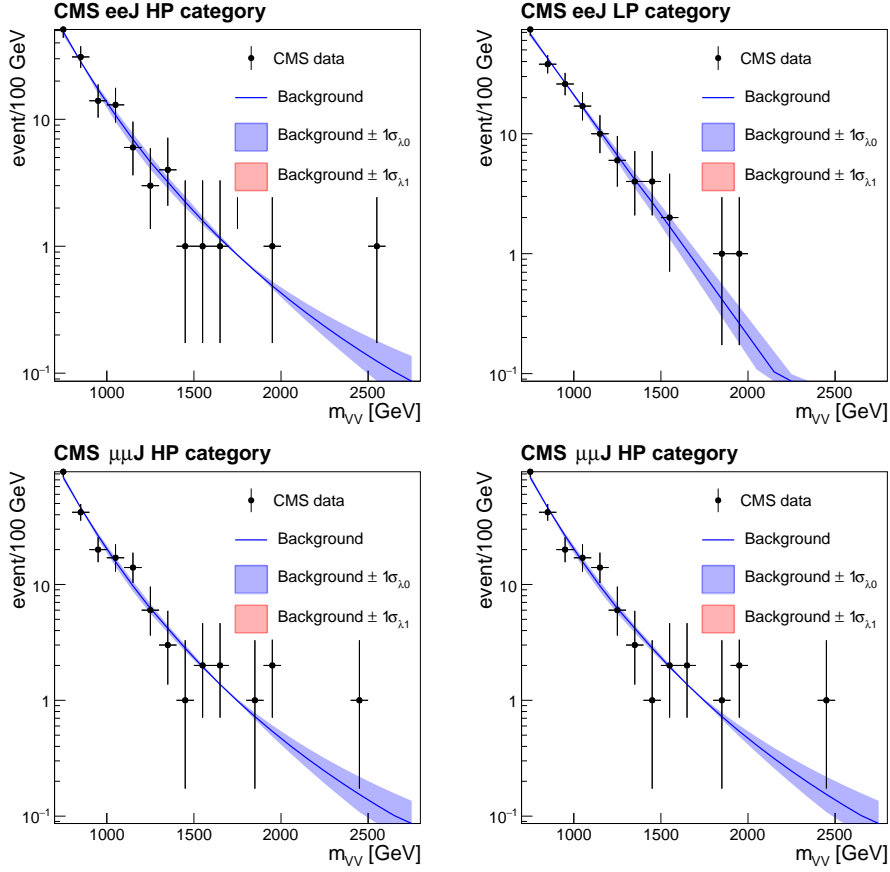 CMS eeJ HP category
event/100 GeV
10
1
10⁻¹
CMS data
Background
Background ± 1σλ0
Background ± 1σλ1
1000 1500 2000 2500
mVV [GeV]
CMS eeJ LP category
event/100 GeV
10
1
10⁻¹
CMS data
Background
Background ± 1σλ0
Background ± 1σλ1
1000 1500 2000 2500
mVV [GeV]
CMS μμJ HP category
event/100 GeV
10
1
10⁻¹
CMS data
Background
Background ± 1σλ0
Background ± 1σλ1
1000 1500 2000 2500
mVV [GeV]
CMS μμJ HP category
event/100 GeV
10
1
10⁻¹
CMS data
Background
Background ± 1σλ0
Background ± 1σλ1
1000 1500 2000 2500
mVV [GeV]